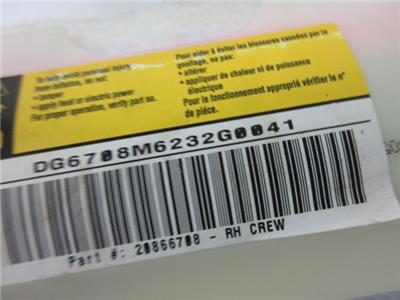 To help avoid personal injury
from inflation, do not:
• tamper
• apply heat or electric power
For proper operation, verify part no.
Pour aider à éviter les blessures causées par le
gonflage, ne pas:
• altérer
• appliquer de chaleur ni de puissance
électrique
Pour le fonctionnement approprié vérifier le n°
de pièce.
DG6708M6232G0041
Part #: 20866708 - RH CREW